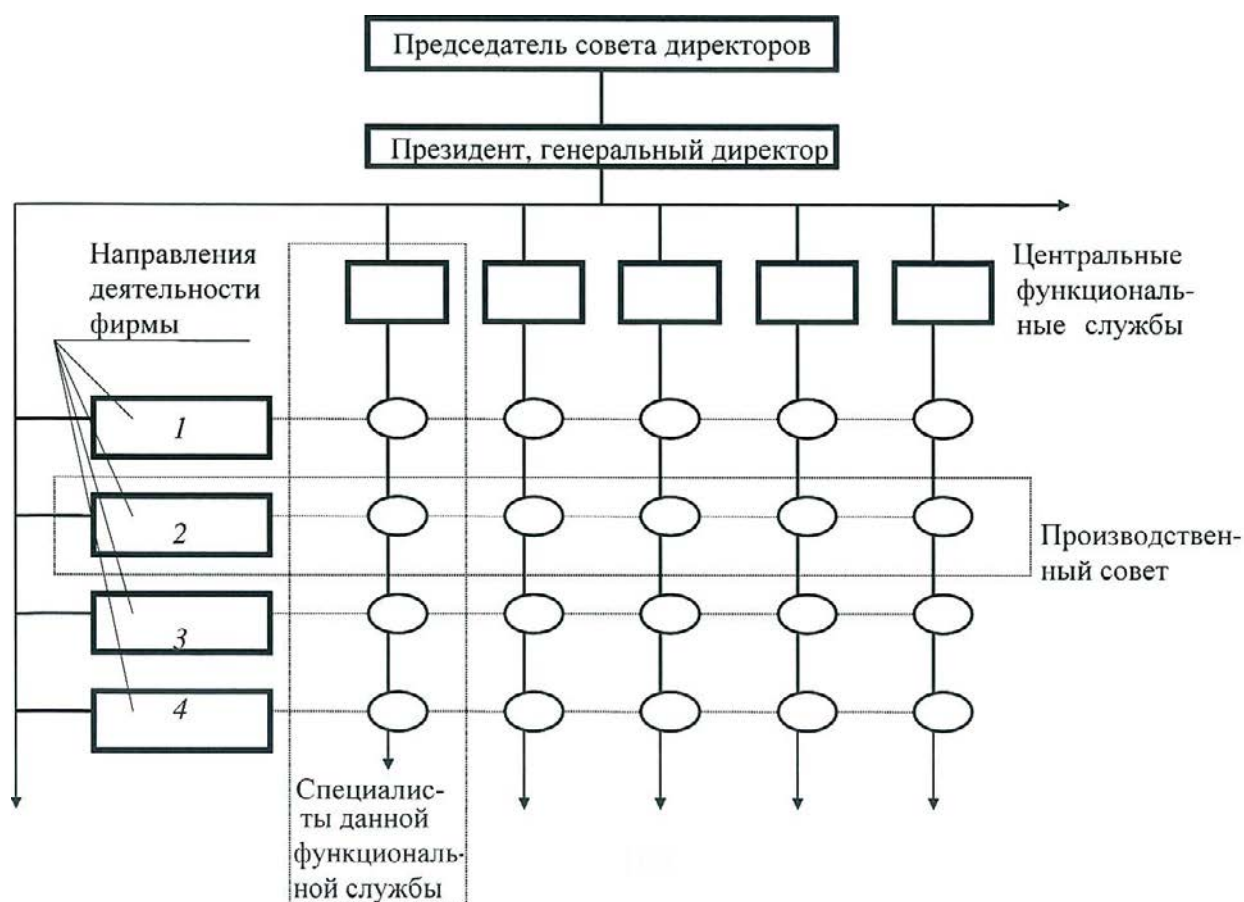 Председатель совета директоров
Президент, генеральный директор
Направления
деятельности
фирмы
Центральные
функциональ-
ные службы
1
2
Производствен-
ный совет
3
4
Специалис-
ты данной
функциональ-
ной службы